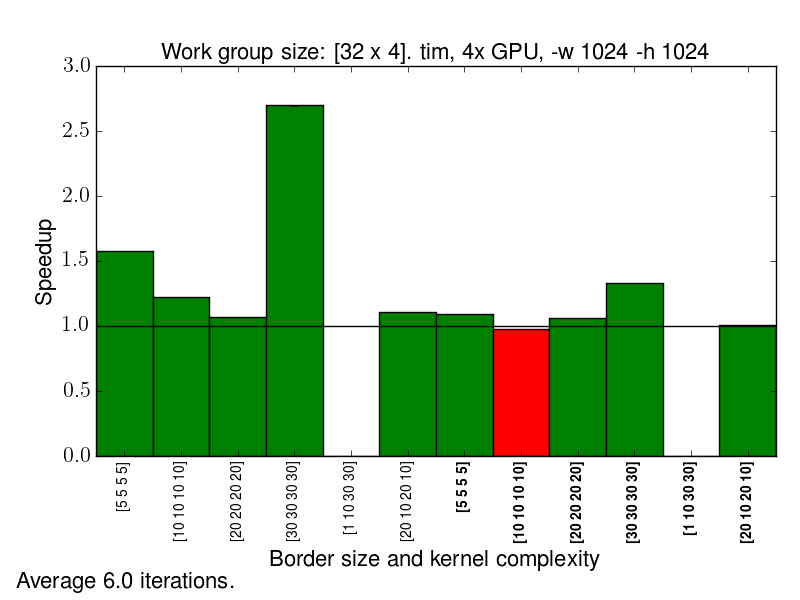 Work group size: [32 x 4]. tim, 4x GPU, -w 1024 -h 1024
3.0
2.5
2.0
1.5
1.0
0.5
0.0
Speedup
[5 5 5 5]
[10 10 10 10]
[20 20 20 20]
[30 30 30 30]
[1 10 30 30]
[20 10 20 10]
[5 5 5 5]
[10 10 10 10]
[20 20 20 20]
[30 30 30 30]
[1 10 30 30]
[20 10 20 10]
Border size and kernel complexity
Average 6.0 iterations.